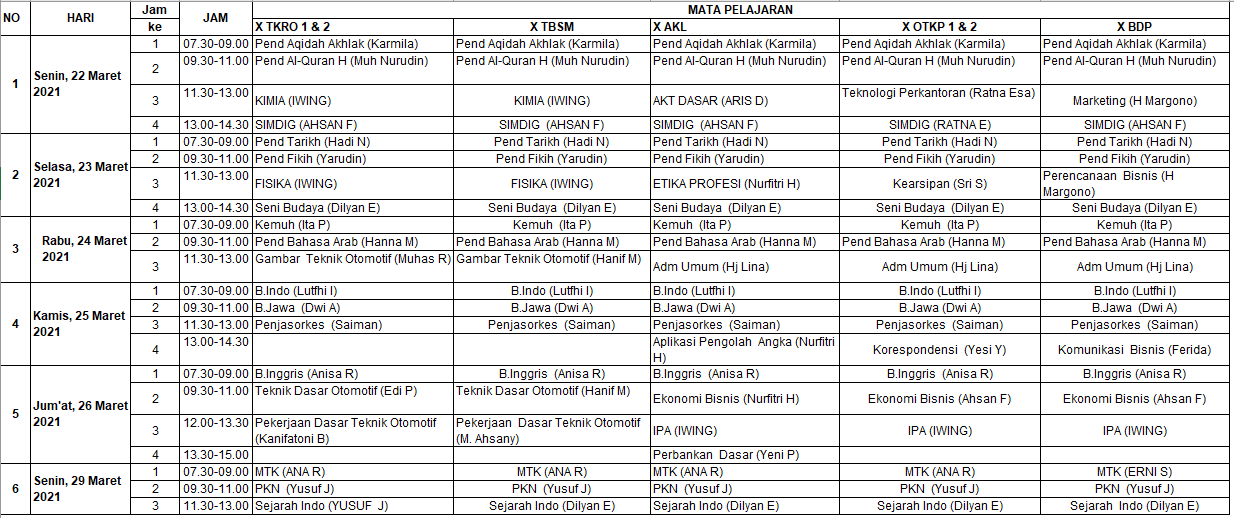 NO HARI Jam ke JAM MATA PELAJARAN
X TKRO 1 & 2 X TBSM X AKL X OTKP 1 & 2 X BDP
1 Senin, 22 Maret 2021
1 07.30-09.00 Pend Aqidah Akhlak (Karmila) Pend Aqidah Akhlak (Karmila) Pend Aqidah Akhlak (Karmila) Pend Aqidah Akhlak (Karmila) Pend Aqidah Akhlak (Karmila)
2 09.30-11.00 Pend Al-Quran H (Muh Nurudin) Pend Al-Quran H (Muh Nurudin) Pend Al-Quran H (Muh Nurudin) Pend Al-Quran H (Muh Nurudin) Pend Al-Quran H (Muh Nurudin)
3 11.30-13.00 KIMIA (IWING) KIMIA (IWING) AKT DASAR (ARIS D) Teknologi Perkantoran (Ratna Esa) Marketing (H Margono)
4 13.00-14.30 SIMDIG (AHSAN F) SIMDIG (AHSAN F) SIMDIG (AHSAN F) SIMDIG (RATNA E) SIMDIG (AHSAN F)
2 Selasa, 23 Maret 2021
1 07.30-09.00 Pend Tarikh (Hadi N) Pend Tarikh (Hadi N) Pend Tarikh (Hadi N) Pend Tarikh (Hadi N) Pend Tarikh (Hadi N)
2 09.30-11.00 Pend Fikih (Yarudin) Pend Fikih (Yarudin) Pend Fikih (Yarudin) Pend Fikih (Yarudin) Pend Fikih (Yarudin)
3 11.30-13.00 FISIKA (IWING) FISIKA (IWING) ETIKA PROFESI (Nurfitri H) Kearsipan (Sri S) Perencanaan Bisnis (H Margono)
4 13.00-14.30 Seni Budaya (Dilyan E) Seni Budaya (Dilyan E) Seni Budaya (Dilyan E) Seni Budaya (Dilyan E) Seni Budaya (Dilyan E)
3 Rabu, 24 Maret 2021
1 07.30-09.00 Kemuh (Ita P) Kemuh (Ita P) Kemuh (Ita P) Kemuh (Ita P) Kemuh (Ita P)
2 09.30-11.00 Pend Bahasa Arab (Hanna M) Pend Bahasa Arab (Hanna M) Pend Bahasa Arab (Hanna M) Pend Bahasa Arab (Hanna M) Pend Bahasa Arab (Hanna M)
3 11.30-13.00 Gambar Teknik Otomotif (Muhas R) Gambar Teknik Otomotif (Hanif M) Adm Umum (Hj Lina) Adm Umum (Hj Lina) Adm Umum (Hj Lina)
4 Kamis, 25 Maret 2021
1 07.30-09.00 B.Indo (Lutfhi I) B.Indo (Lutfhi I) B.Indo (Lutfhi I) B.Indo (Lutfhi I) B.Indo (Lutfhi I)
2 09.30-11.00 B.Jawa (Dwi A) B.Jawa (Dwi A) B.Jawa (Dwi A) B.Jawa (Dwi A) B.Jawa (Dwi A)
3 11.30-13.00 Penjasorkes (Saiman) Penjasorkes (Saiman) Penjasorkes (Saiman) Penjasorkes (Saiman) Penjasorkes (Saiman)
4 13.00-14.30 Aplikasi Pengolah Angka (Nurfitri H) Korespondensi (Yesi Y) Komunikasi Bisnis (Ferida)
5 Jum'at, 26 Maret 2021
1 07.30-09.00 B.Inggris (Anisa R) B.Inggris (Anisa R) B.Inggris (Anisa R) B.Inggris (Anisa R) B.Inggris (Anisa R)
2 09.30-11.00 Teknik Dasar Otomotif (Edi P) Teknik Dasar Otomotif (Hanif M) Ekonomi Bisnis (Nurfitri H) Ekonomi Bisnis (Ahsan F) Ekonomi Bisnis (Ahsan F)
3 12.00-13.30 Pekerjaan Dasar Teknik Otomotif (Kanifatoni B) Pekerjaan Dasar Teknik Otomotif (M. Ahsany) IPA (IWING) IPA (IWING) IPA (IWING)
4 13.30-15.00 Perbankan Dasar (Yeni P)
6 Senin, 29 Maret 2021
1 07.30-09.00 MTK (ANA R) MTK (ANA R) MTK (ANA R) MTK (ANA R) MTK (ERNI S)
2 09.30-11.00 PKN (Yusuf J) PKN (Yusuf J) PKN (Yusuf J) PKN (Yusuf J) PKN (Yusuf J)
3 11.30-13.00 Sejarah Indo (YUSUF J) Sejarah Indo (Dilyan E) Sejarah Indo (Dilyan E) Sejarah Indo (Dilyan E) Sejarah Indo (Dilyan E)